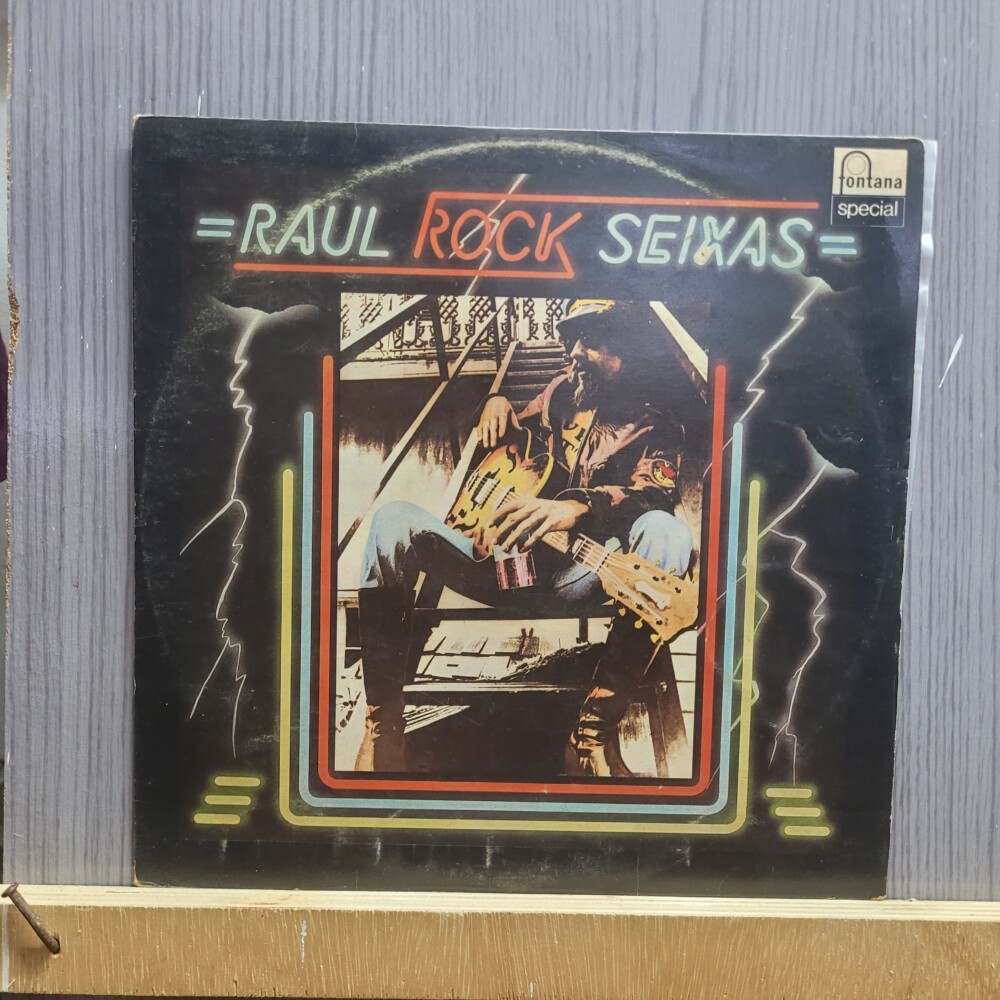 =RAUL ROCK SEIXAS=
fontana
special